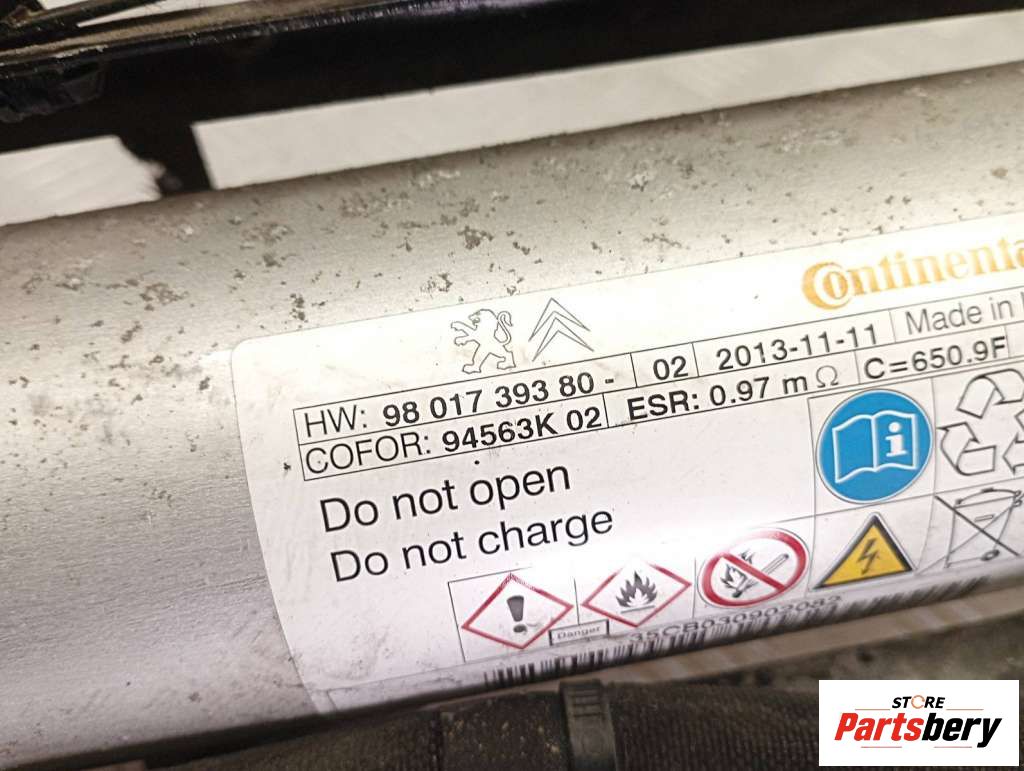 Continenta
HW: 98 017 393 80 - 02 2013-11-11 Made in
COFOR: 94563K 02 ESR: 0.97 mΩ C=650.9F
Do not open
Do not charge
Danger
35CB030902082
STORE
Partsbery